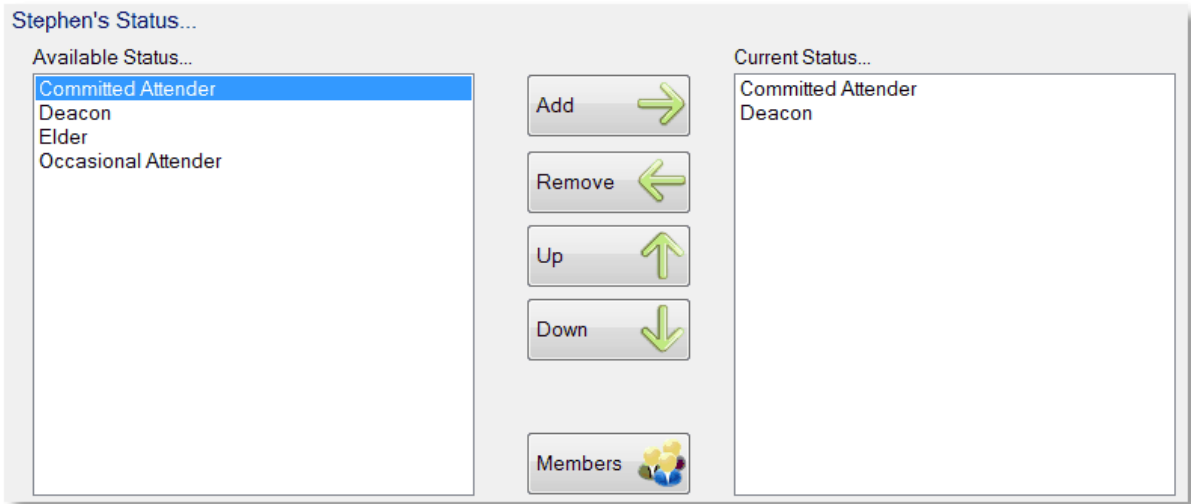 Stephen's Status...
Available Status...
Committed Attender
Deacon
Elder
Occasional Attender
Add
Remove
Up
Down
Members
Current Status...
Committed Attender
Deacon